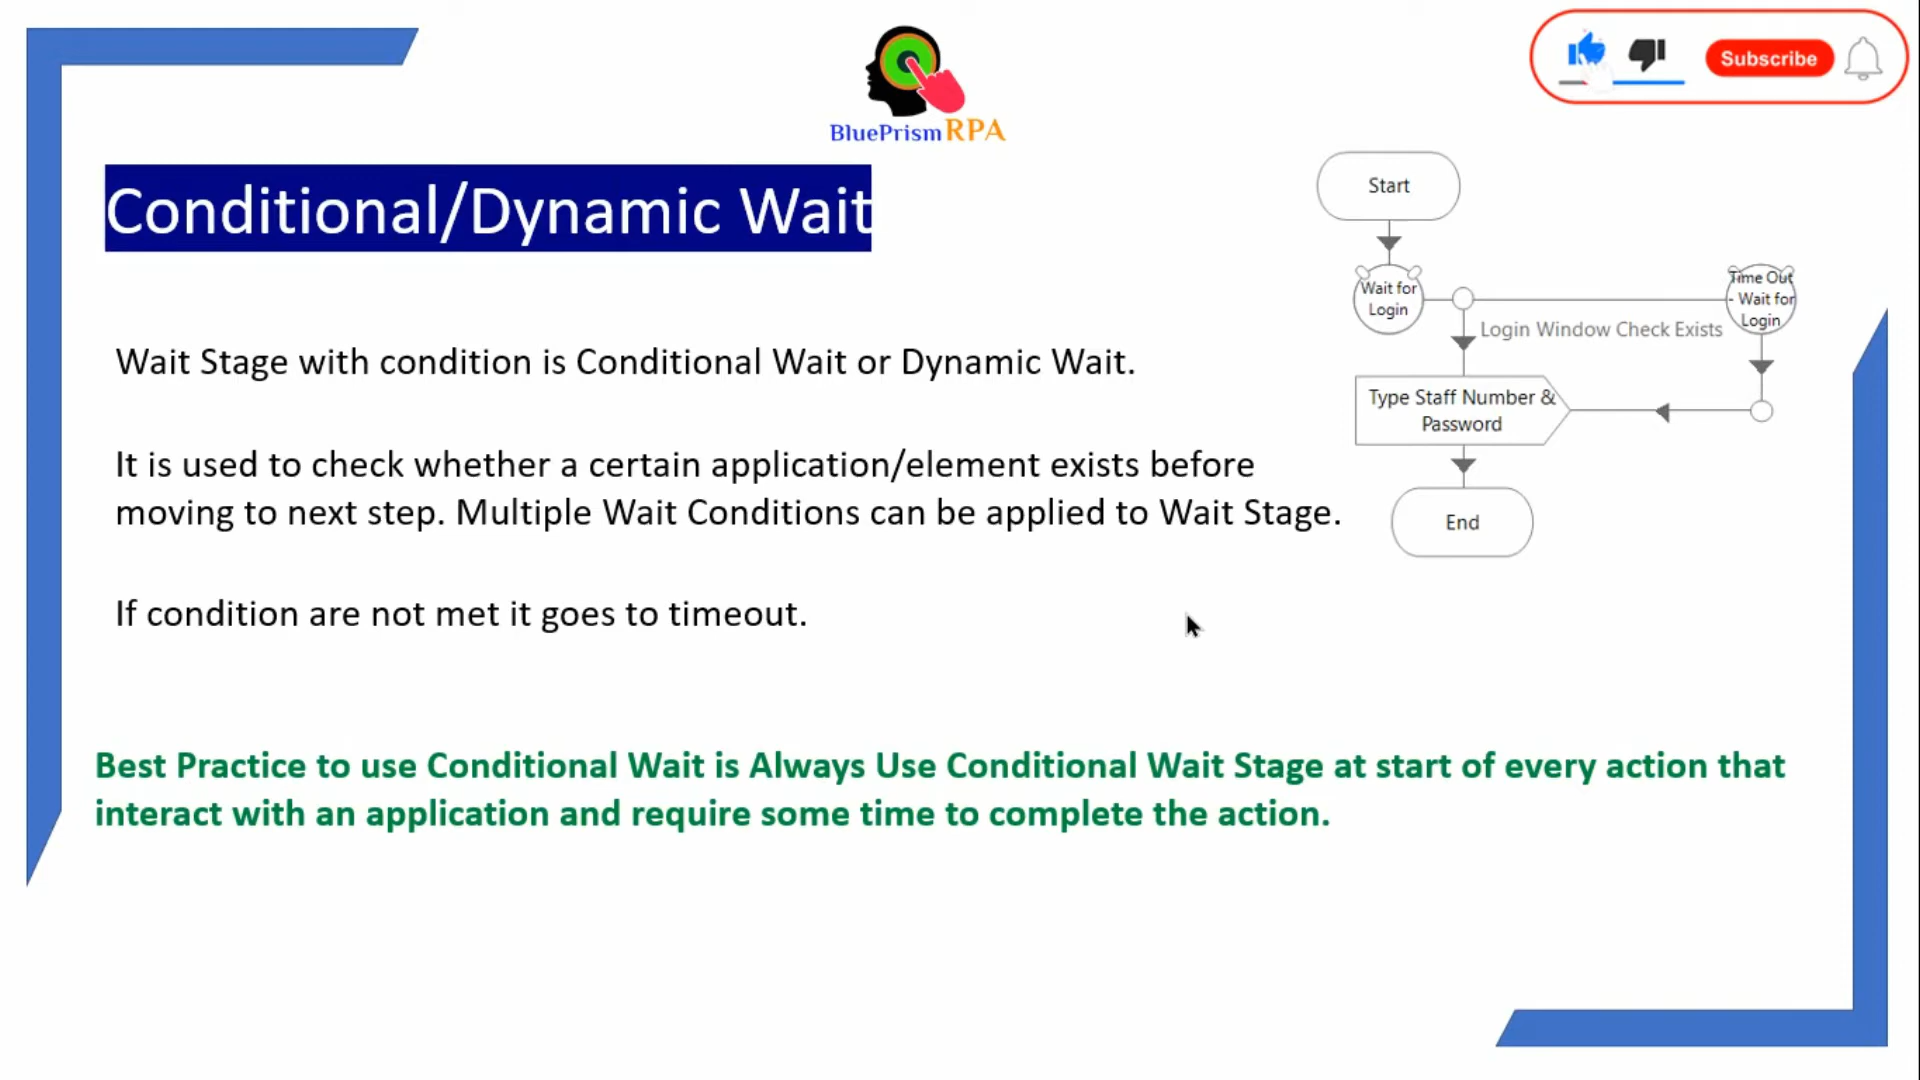 BluePrism RPA
Subscribe
Conditional/Dynamic Wait
Wait Stage with condition is Conditional Wait or Dynamic Wait.
It is used to check whether a certain application/element exists before
moving to next step. Multiple Wait Conditions can be applied to Wait Stage.
If condition are not met it goes to timeout.
Start
Wait for
Login
Time Out
- Wait for
Login
Login Window Check Exists
Type Staff Number &
Password
End
Best Practice to use Conditional Wait is Always Use Conditional Wait Stage at start of every action that
interact with an application and require some time to complete the action.